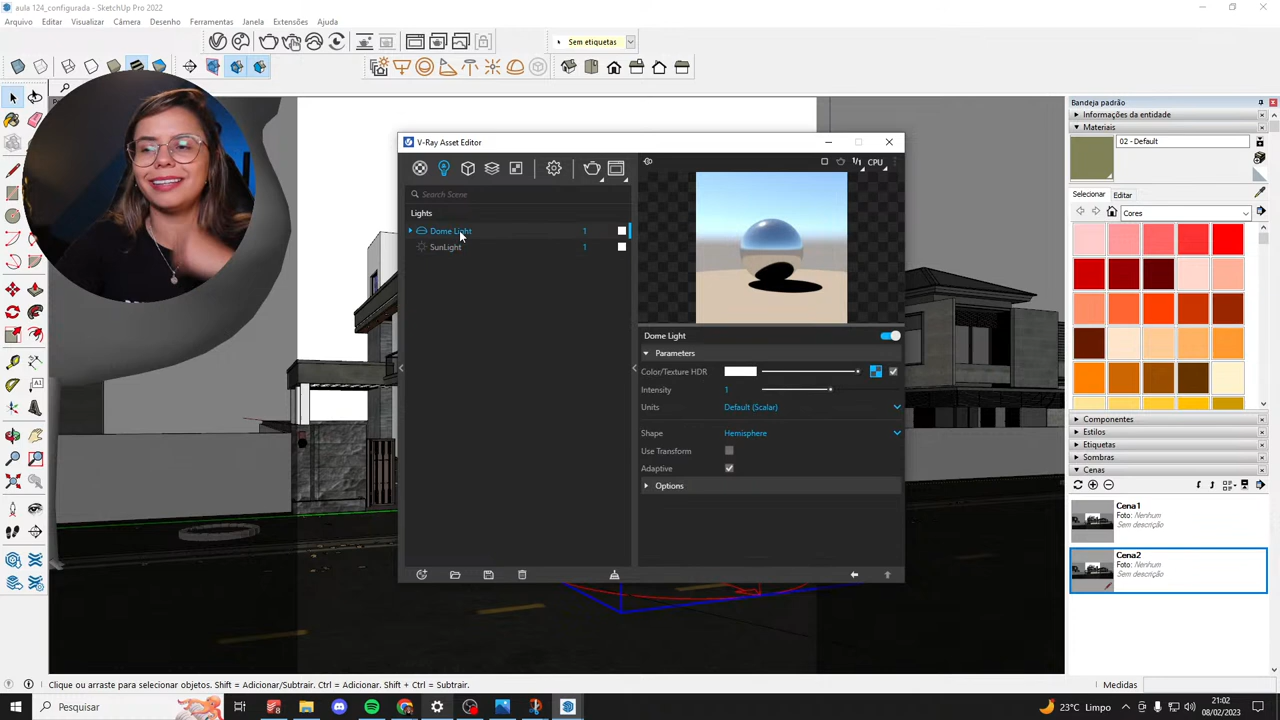 aula 124_configurada - SketchUp Pro 2022
Arquivo Editar Visualizar Câmera Desenho Ferramentas Janela Extensões Ajuda
Sem etiquetas
V-Ray Asset Editor
Search Scene
Lights
Dome Light 1
SunLight 1
CPU
Dome Light
Parameters
Color/Texture HDR
Intensity 1
Units Default (Scalar)
Shape Hemisphere
Use Transform
Adaptive
Options
Bandeja padrão
Informações da entidade
Materiais
02 - Default
Selecionar Editar
Cores
Componentes
Estilos
Etiquetas
Sombras
Cenas
Cena1
Foto: Nenhum
Sem descrição
Cena2
Foto: Nenhum
Sem descrição
Clique ou arraste para selecionar objetos. Shift = Adicionar/Subtrair. Ctrl = Adicionar. Shift + Ctrl = Subtrair.
Medidas
Pesquisar
23°C Limpo
21:02
08/02/2023